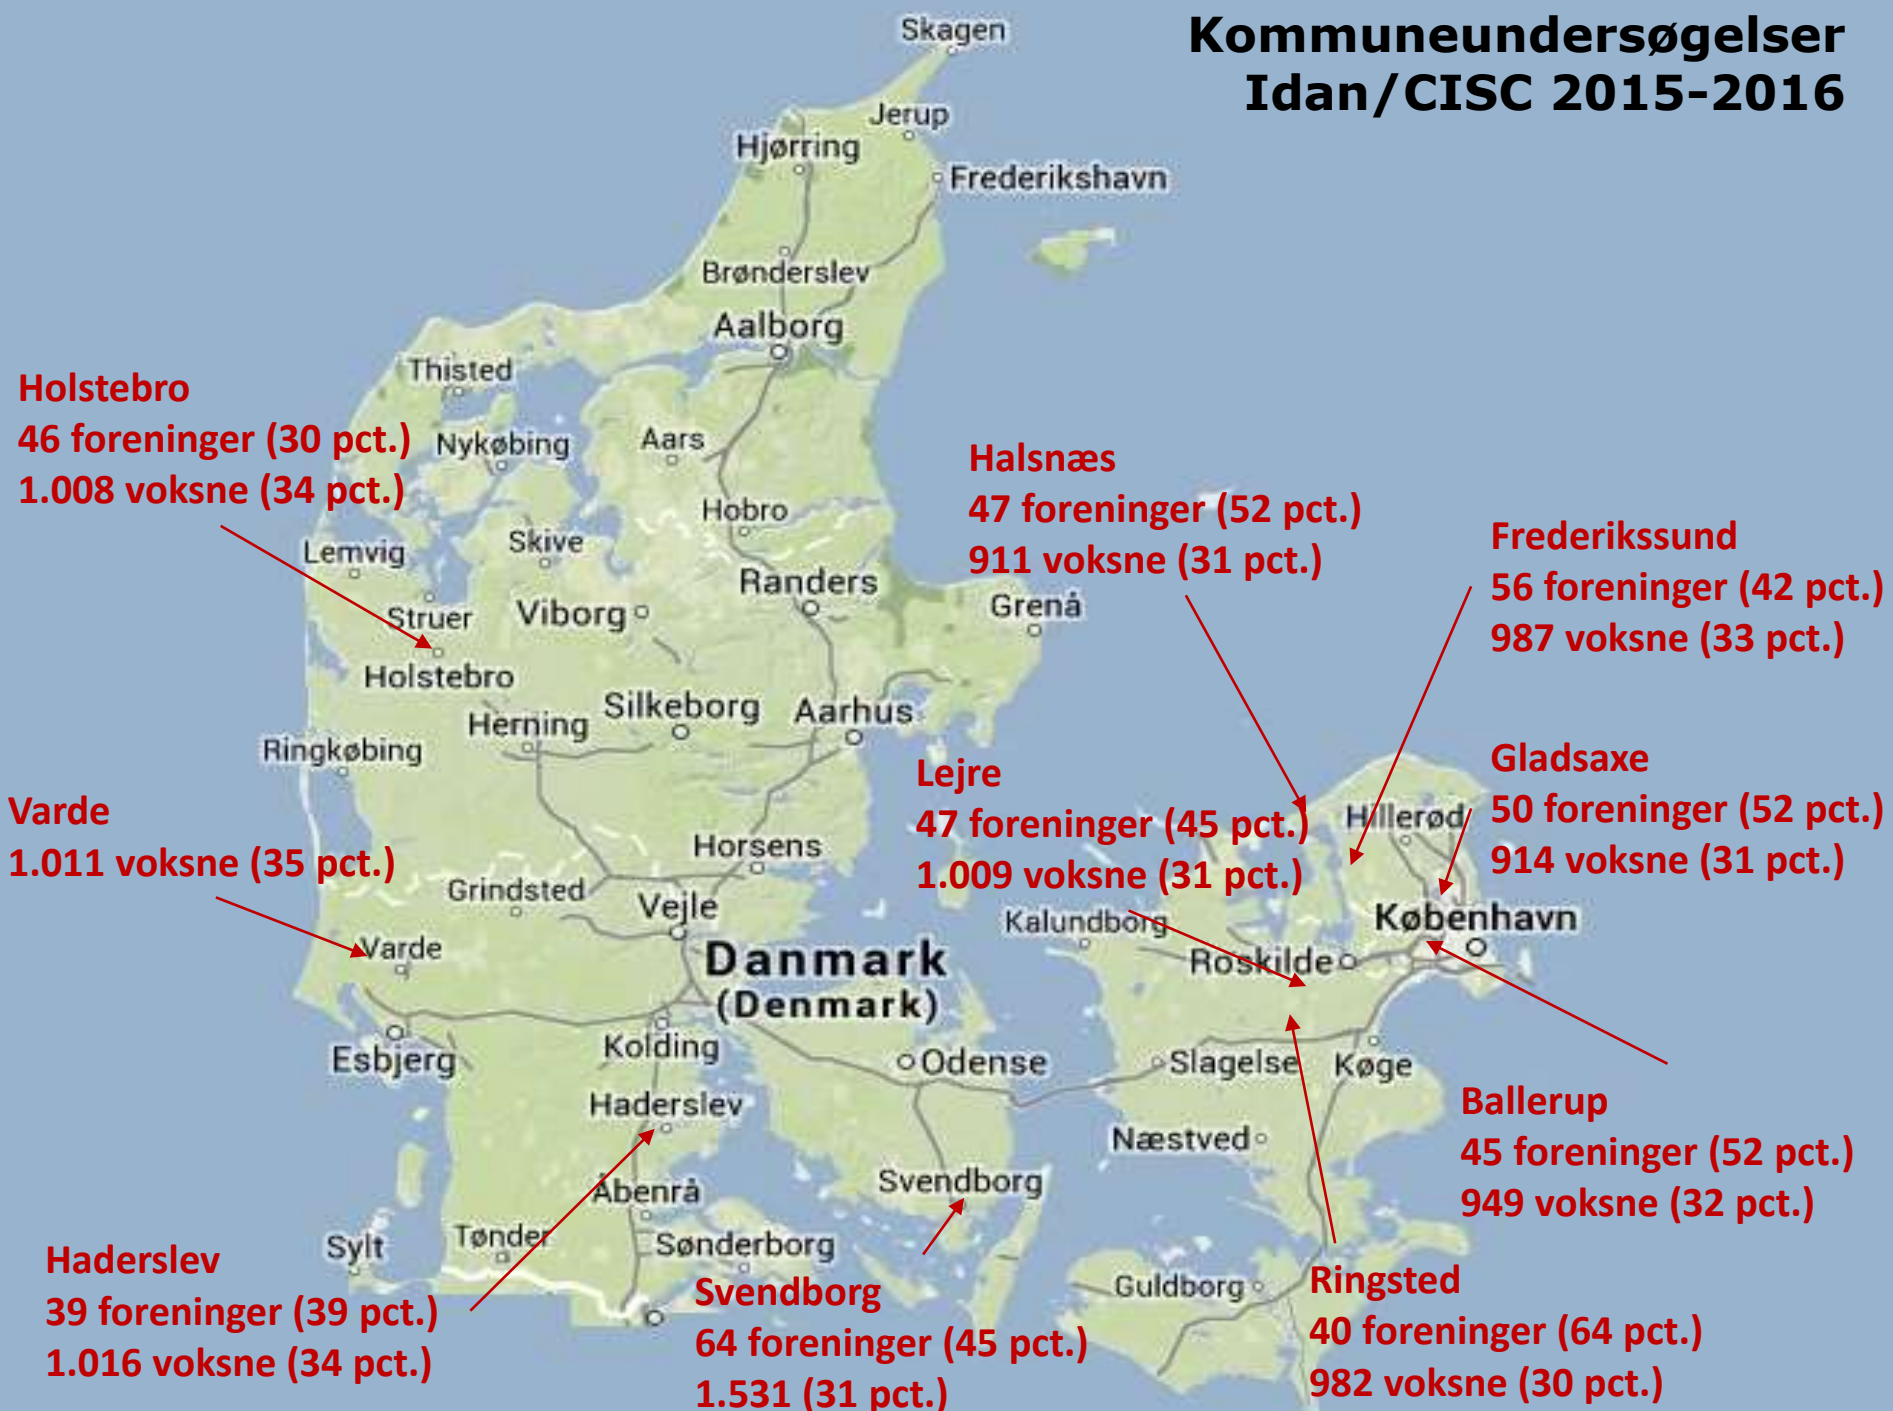 Kommuneundersøgelser
Idan/CISC 2015-2016
Skagen
Jerup
Hjørring
Frederikshavn
Brønderslev
Aalborg
Thisted
Holstebro
46 foreninger (30 pct.)
1.008 voksne (34 pct.)
Nykøbing
Aars
Hobro
Halsnæs
47 foreninger (52 pct.)
911 voksne (31 pct.)
Frederikssund
56 foreninger (42 pct.)
987 voksne (33 pct.)
Lemvig
Skive
Randers
Grenå
Struer
Viborg
Holstebro
Silkeborg
Aarhus
Herning
Ringkøbing
Lejre
47 foreninger (45 pct.)
1.009 voksne (31 pct.)
Gladsaxe
50 foreninger (52 pct.)
914 voksne (31 pct.)
Hillerød
Varde
1.011 voksne (35 pct.)
Horsens
Grindsted
Vejle
Kalundborg
København
Varde
Danmark
(Denmark)
Roskilde
Esbjerg
Kolding
Odense
Slagelse
Køge
Haderslev
Næstved
Ballerup
45 foreninger (52 pct.)
949 voksne (32 pct.)
Åbenrå
Svendborg
Sylt
Tønder
Sønderborg
Guldborg
Haderslev
39 foreninger (39 pct.)
1.016 voksne (34 pct.)
Svendborg
64 foreninger (45 pct.)
1.531 (31 pct.)
Ringsted
40 foreninger (64 pct.)
982 voksne (30 pct.)